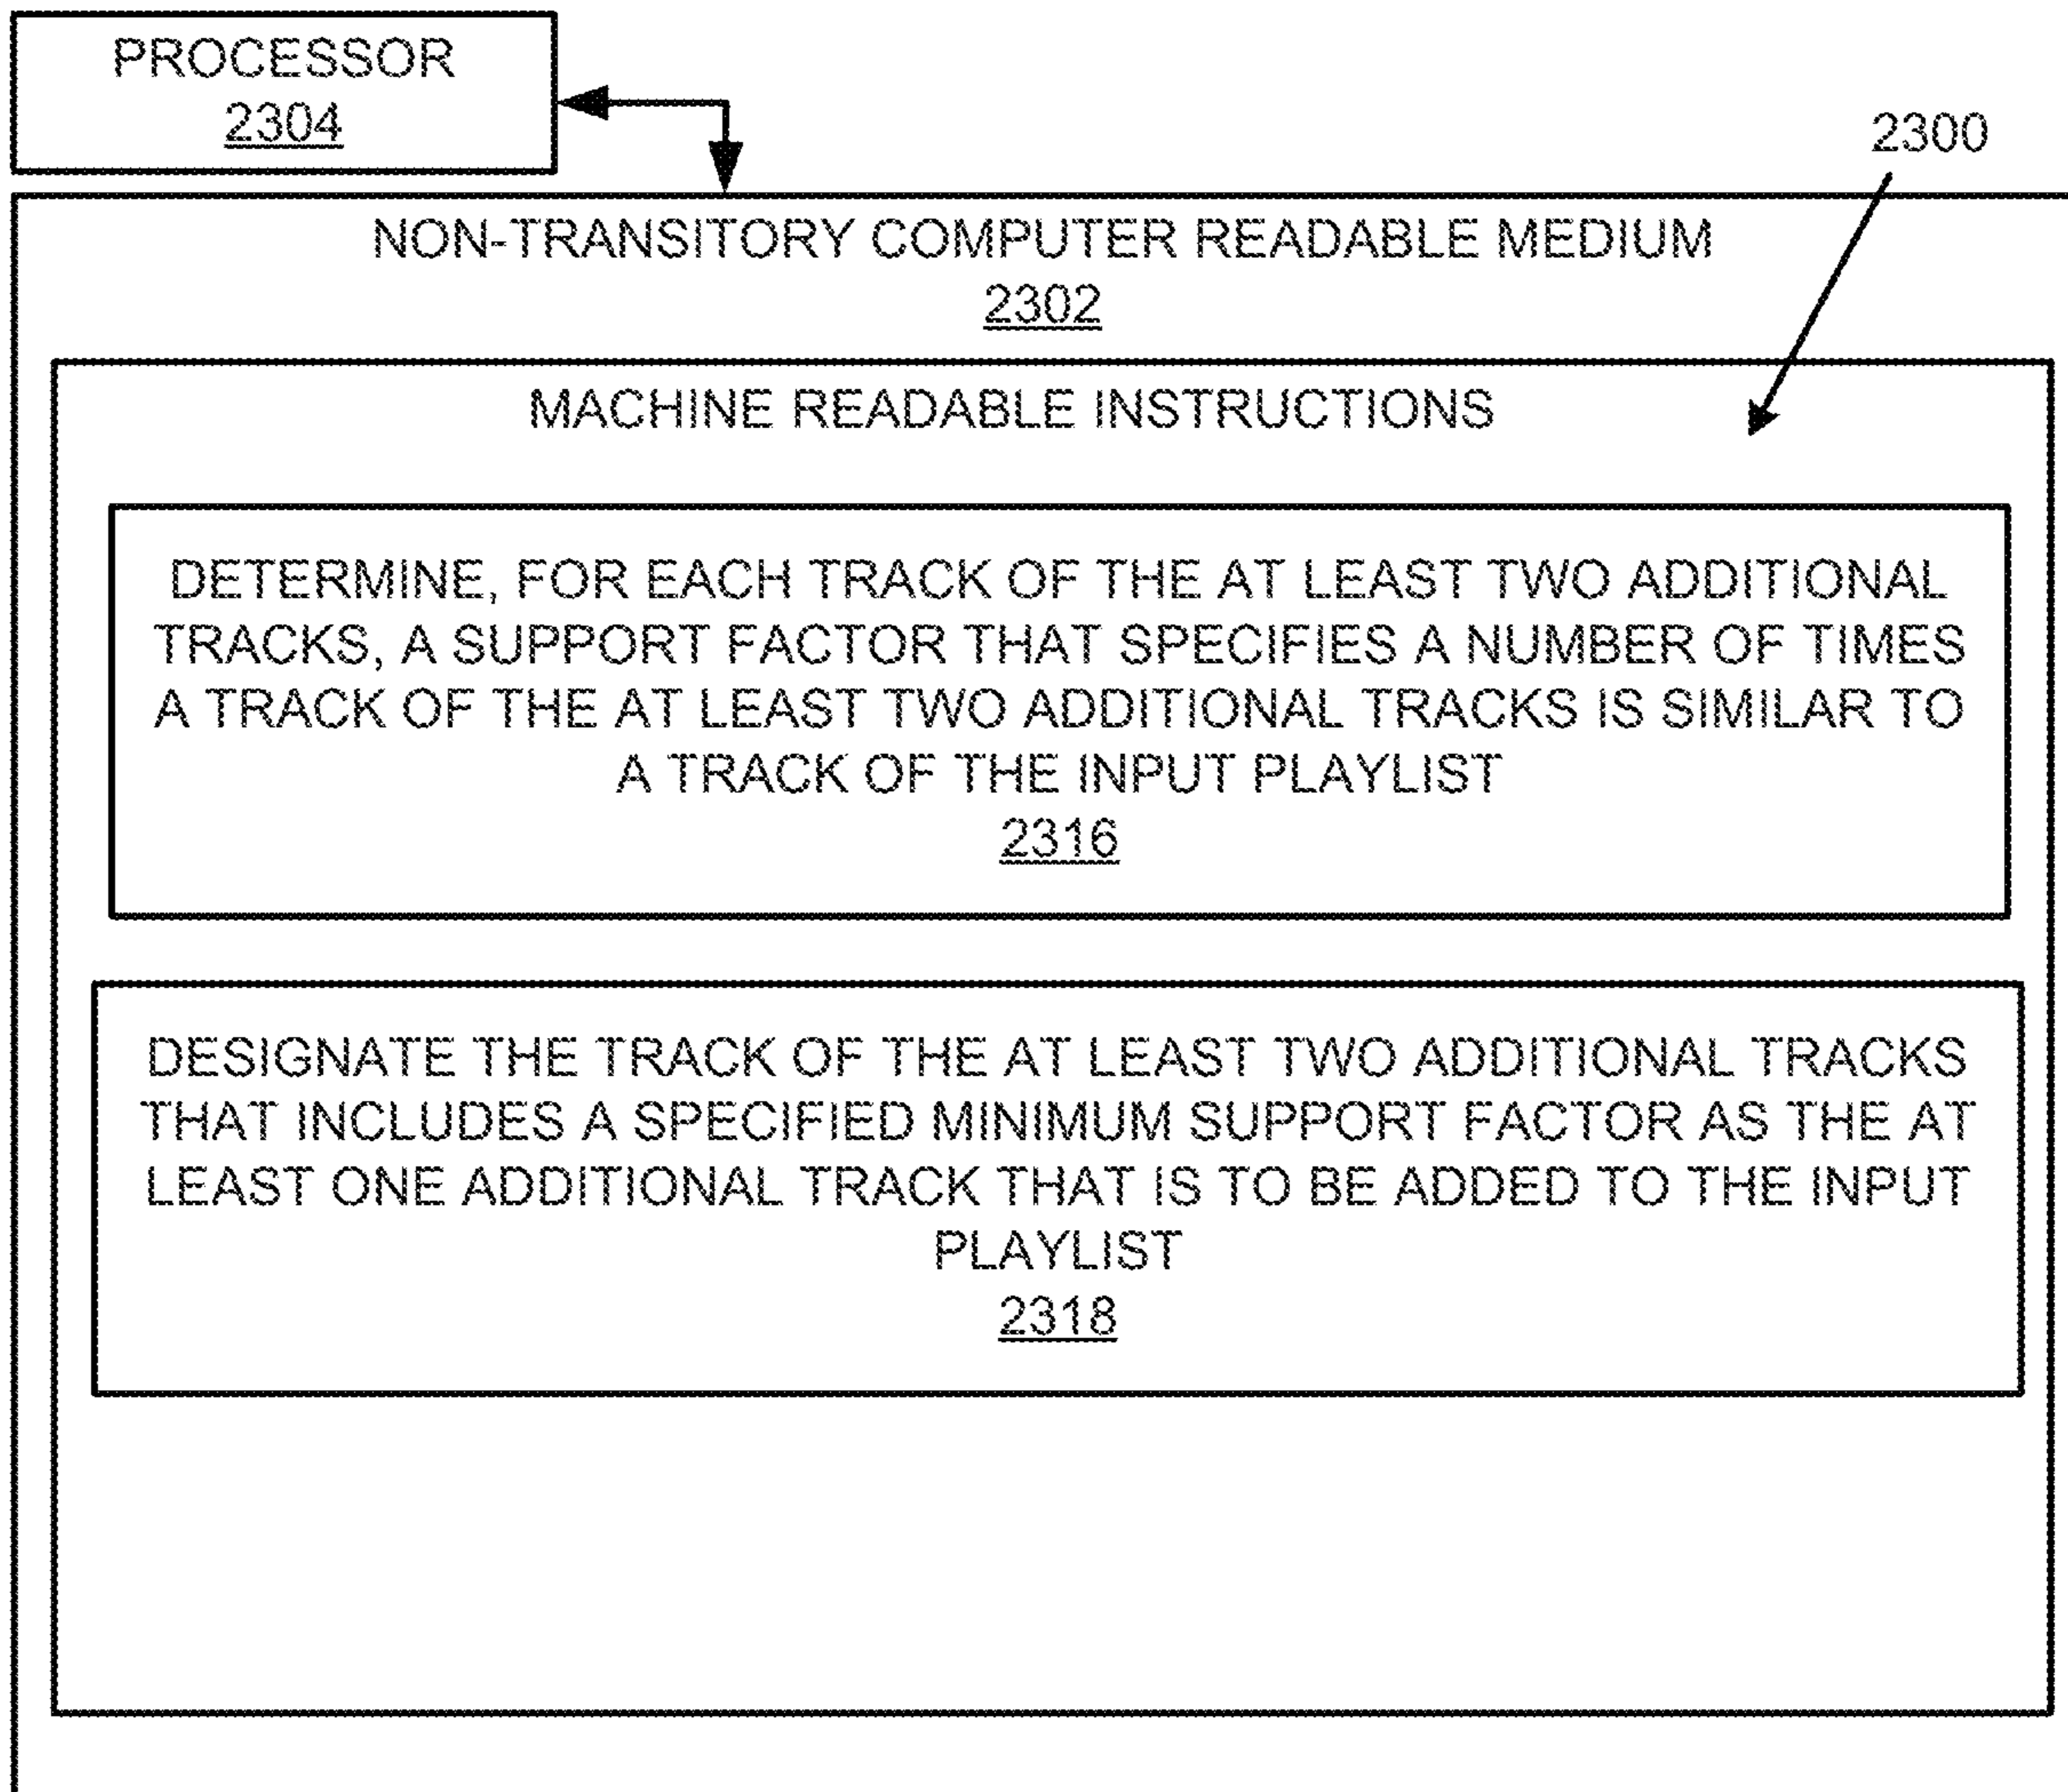 PROCESSOR
2304
2300
NON-TRANSITORY COMPUTER READABLE MEDIUM
2302
MACHINE READABLE INSTRUCTIONS
DETERMINE, FOR EACH TRACK OF THE AT LEAST TWO ADDITIONAL
TRACKS, A SUPPORT FACTOR THAT SPECIFIES A NUMBER OF TIMES
A TRACK OF THE AT LEAST TWO ADDITIONAL TRACKS IS SIMILAR TO
A TRACK OF THE INPUT PLAYLIST
2316
DESIGNATE THE TRACK OF THE AT LEAST TWO ADDITIONAL TRACKS
THAT INCLUDES A SPECIFIED MINIMUM SUPPORT FACTOR AS THE AT
LEAST ONE ADDITIONAL TRACK THAT IS TO BE ADDED TO THE INPUT
PLAYLIST
2318